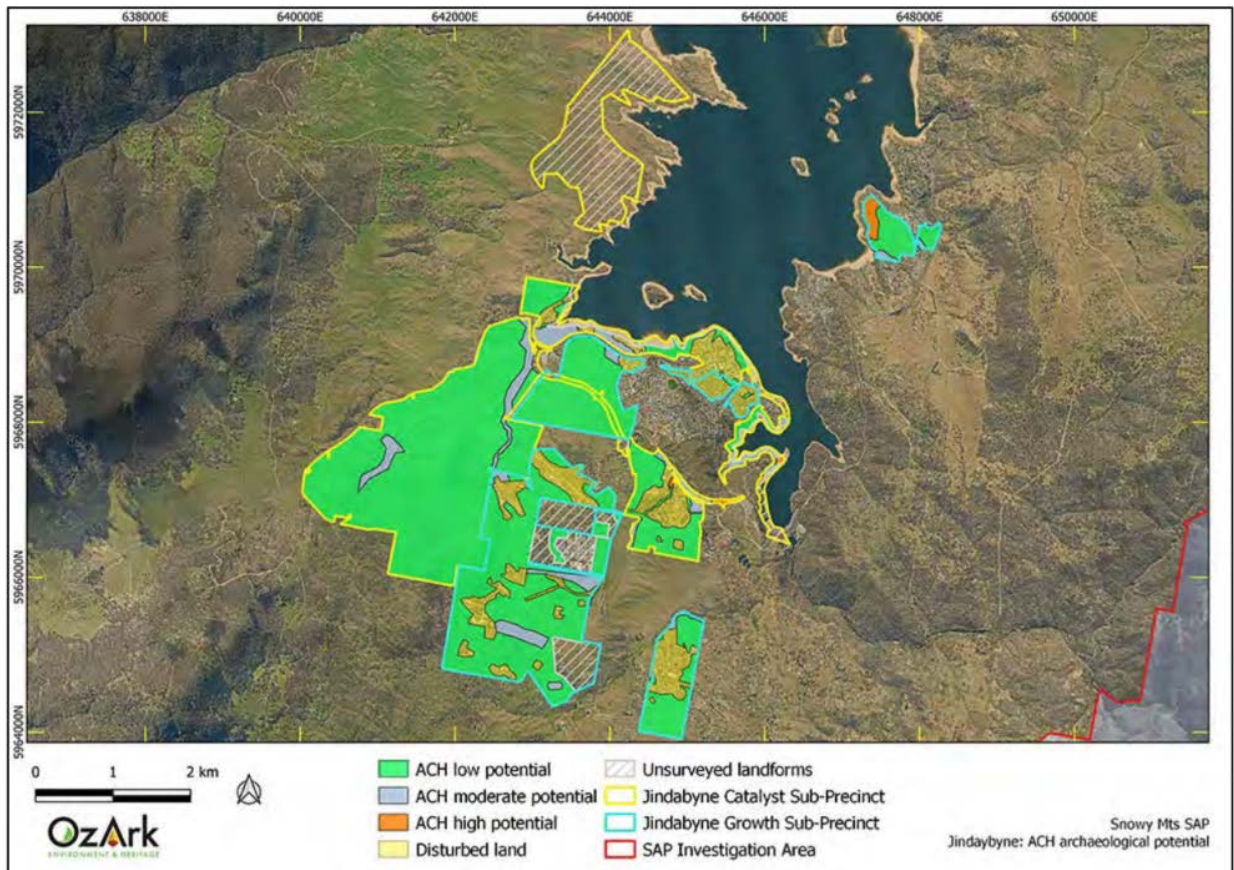 638000E 640000E 642000E 644000E 646000E 648000E 650000E
5972000N
5970000N
5968000N
5966000N
5964000N
0 1 2 km
OzArk
ENVIRONMENT & HERITAGE
ACH low potential
ACH moderate potential
ACH high potential
Disturbed land
Unsurveyed landforms
Jindabyne Catalyst Sub-Precinct
Jindabyne Growth Sub-Precinct
SAP Investigation Area
Snowy Mts SAP
Jindaybyne: ACH archaeological potential